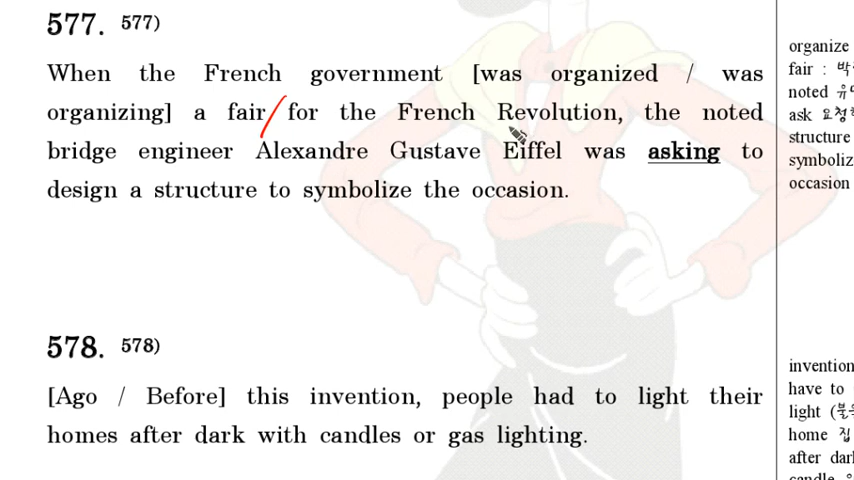 577. 577)
When the French government [was organized / was
organizing] a fair for the French Revolution, the noted
bridge engineer Alexandre Gustave Eiffel was asking to
design a structure to symbolize the occasion.
578. 578)
[Ago / Before] this invention, people had to light their
homes after dark with candles or gas lighting.
organize
fair :
noted
ask
structure
occasion
invention
have to
light
home 집
after